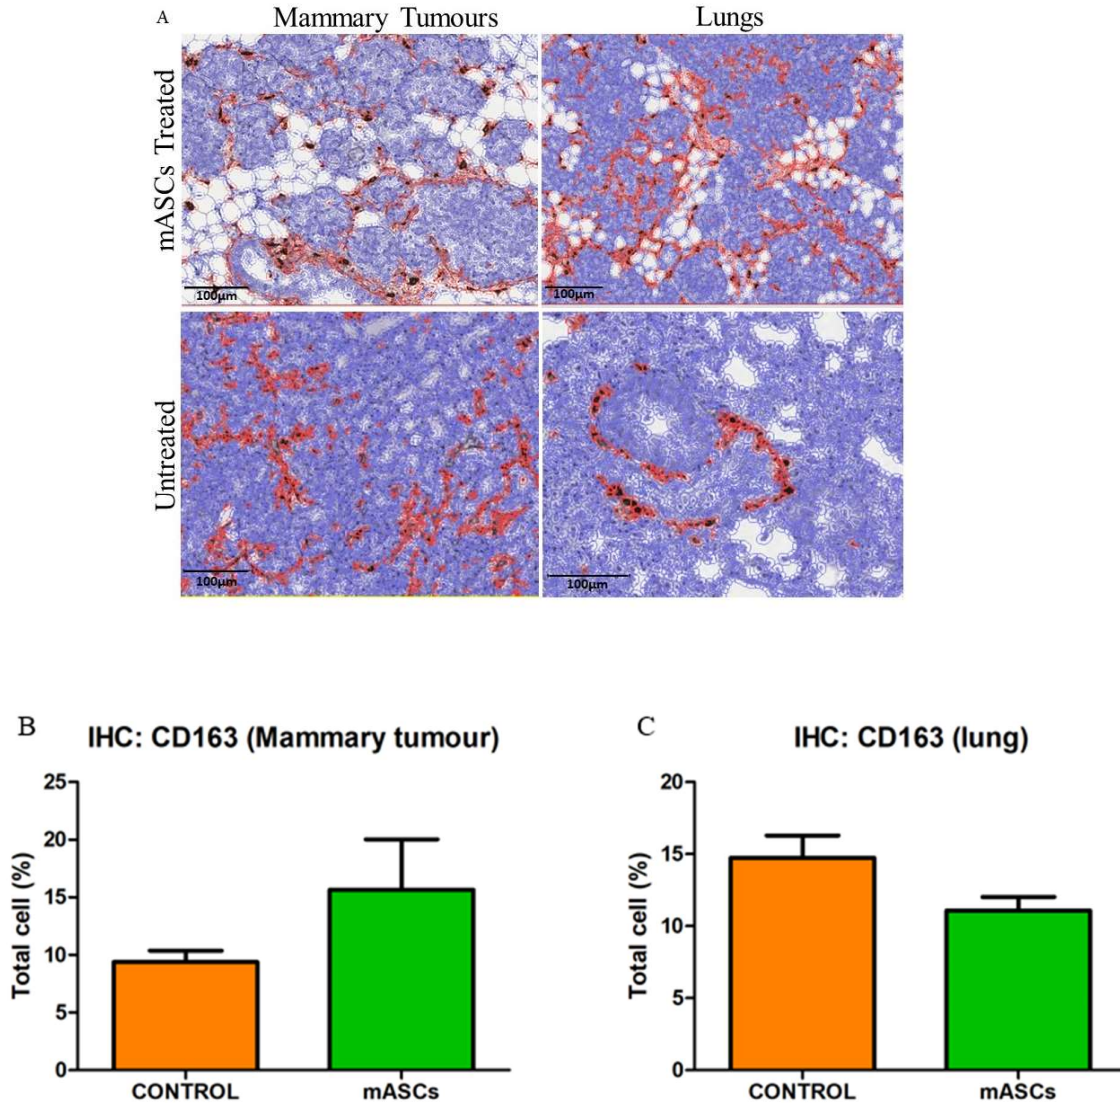 A
Mammary Tumours
Lungs
mASCs Treated
100µm
100µm
Untreated
100µm
100µm
B
IHC: CD163 (Mammary tumour)
Total cell (%)
25
20
15
10
5
0
CONTROL
mASCs
C
IHC: CD163 (lung)
Total cell (%)
20
15
10
5
0
CONTROL
mASCs